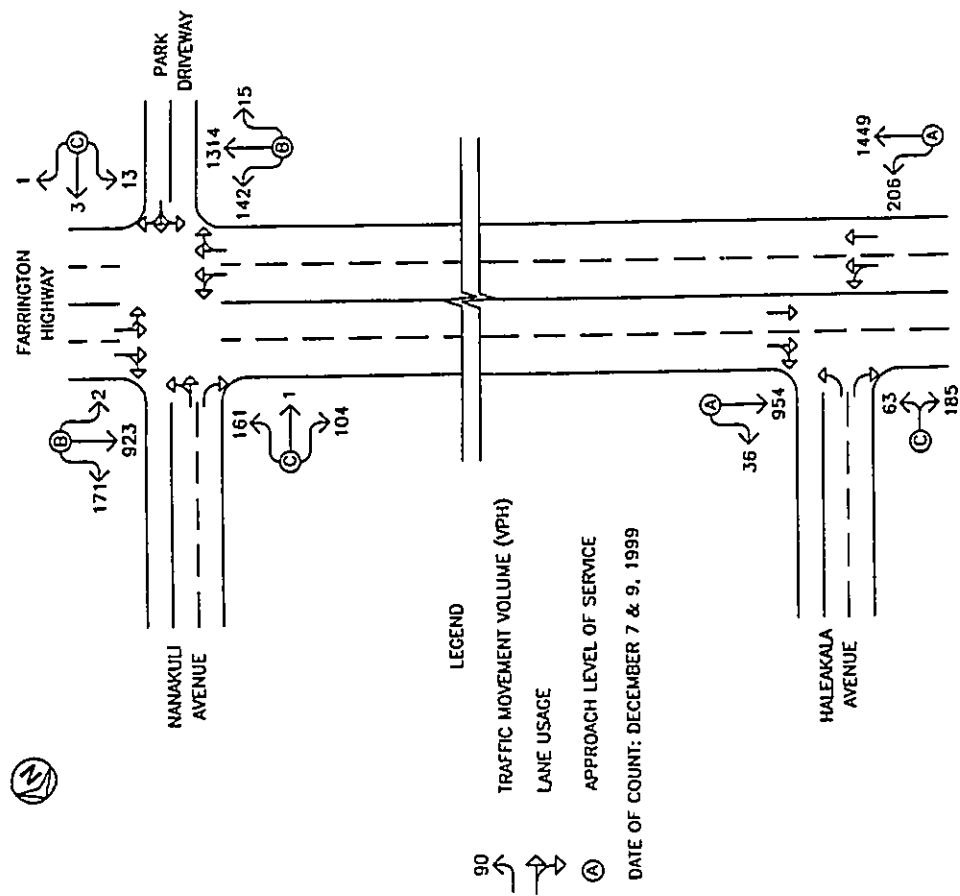 PARK
DRIVEWAY
FARRINGTON
HIGHWAY
1
3
13
C
15
1314
142
B
171
923
2
B
161
1
104
C
NANAKULI
AVENUE
N
1449
206
A
36
954
A
63
185
C
HALEAKALA
AVENUE
LEGEND
90 TRAFFIC MOVEMENT VOLUME (VPH)
LANE USAGE
A APPROACH LEVEL OF SERVICE
DATE OF COUNT: DECEMBER 7 & 9, 1999